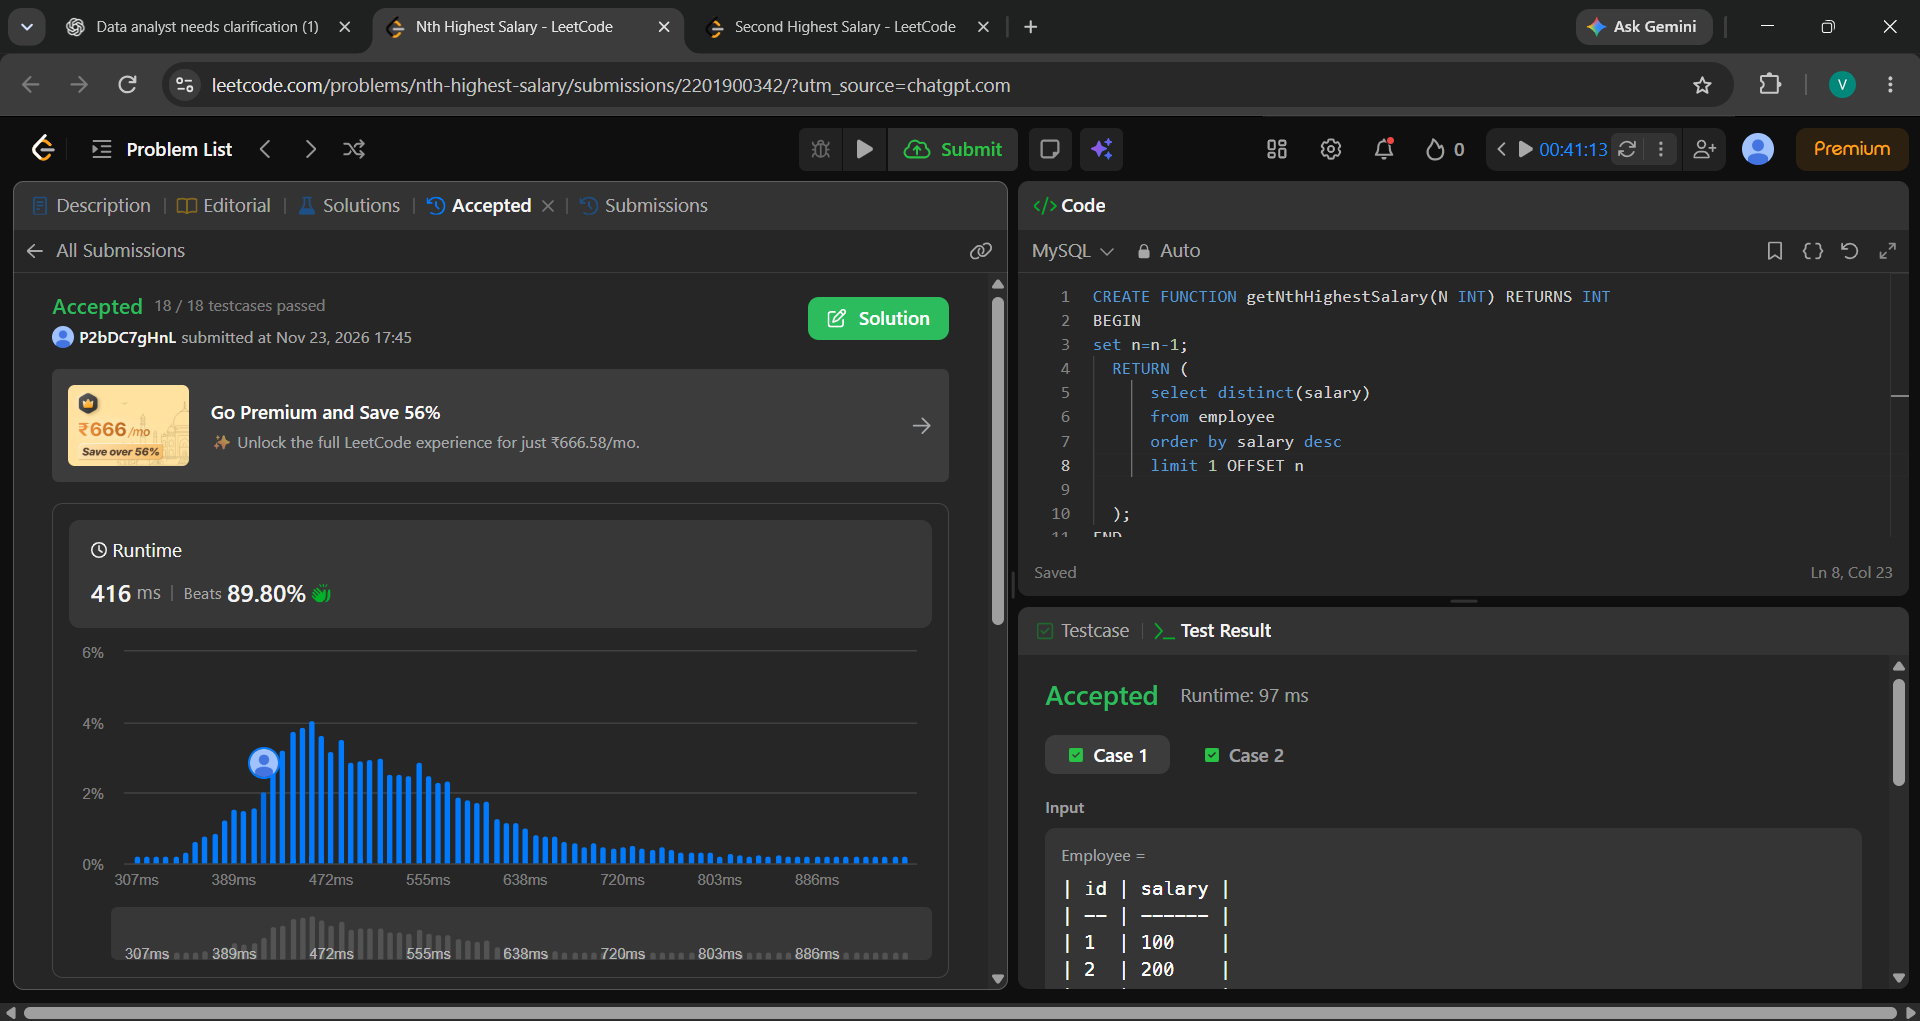 Data analyst needs clarification (1)
Nth Highest Salary - LeetCode
Second Highest Salary - LeetCode
Ask Gemini
leetcode.com/problems/nth-highest-salary/submissions/2201900342/?utm_source=chatgpt.com
V
Problem List
Submit
0
00:41:13
Premium
Description
Editorial
Solutions
Accepted
Submissions
All Submissions
Accepted 18 / 18 testcases passed
P2bDC7gHnL submitted at Nov 23, 2026 17:45
Solution
₹666/mo
Save over 56%
Go Premium and Save 56%
Unlock the full LeetCode experience for just ₹666.58/mo.
Runtime
416 ms | Beats 89.80%
6%
4%
2%
0%
307ms 389ms 472ms 555ms 638ms 720ms 803ms 886ms
307ms 389ms 472ms 555ms 638ms 720ms 803ms 886ms
</> Code
MySQL Auto
1 CREATE FUNCTION getNthHighestSalary(N INT) RETURNS INT
2 BEGIN
3 set n=n-1;
4 RETURN (
5 select distinct(salary)
6 from employee
7 order by salary desc
8 limit 1 OFFSET n
9
10 );
11 END
Saved
Ln 8, Col 23
Testcase
Test Result
Accepted Runtime: 97 ms
Case 1
Case 2
Input
Employee =
| id | salary |
| -- | ------ |
| 1 | 100 |
| 2 | 200 |